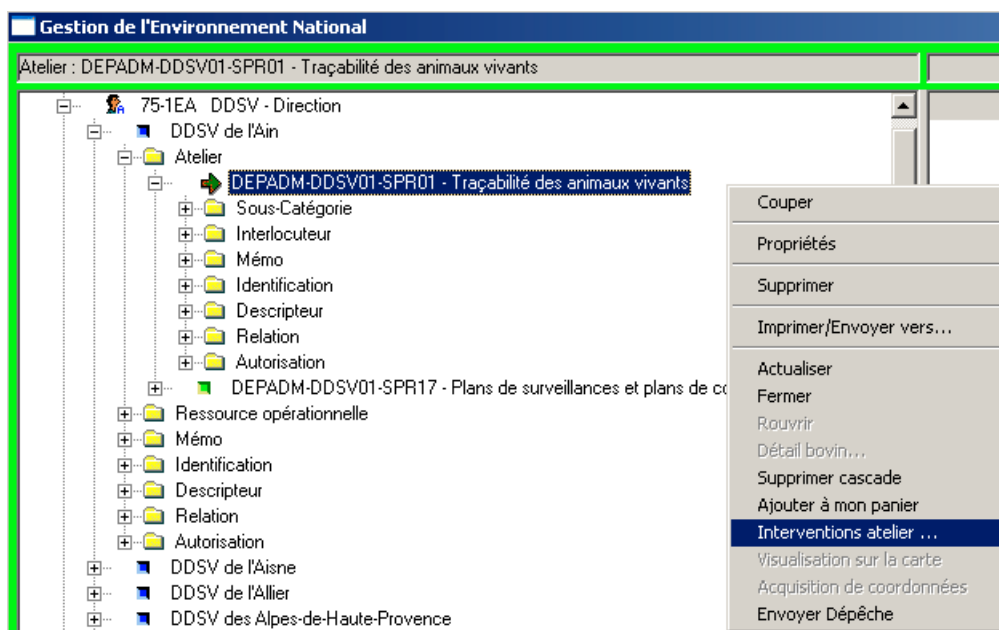 Gestion de l'Environnement National
Atelier : DEPADM-DDSV01-SPR01 - Traçabilité des animaux vivants
75-1EA DDSV - Direction
DDSV de l'Ain
Atelier
DEPADM-DDSV01-SPR01 - Traçabilité des animaux vivants
Sous-Catégorie
Interlocuteur
Mémo
Identification
Descripteur
Relation
Autorisation
DEPADM-DDSV01-SPR17 - Plans de surveillances et plans de co
Ressource opérationnelle
Mémo
Identification
Descripteur
Relation
Autorisation
DDSV de l'Aisne
DDSV de l'Allier
DDSV des Alpes-de-Haute-Provence
Couper
Propriétés
Supprimer
Imprimer/Envoyer vers...
Actualiser
Fermer
Rouvrir
Détail bovin...
Supprimer cascade
Ajouter à mon panier
Interventions atelier ...
Visualisation sur la carte
Acquisition de coordonnées
Envoyer Dépêche